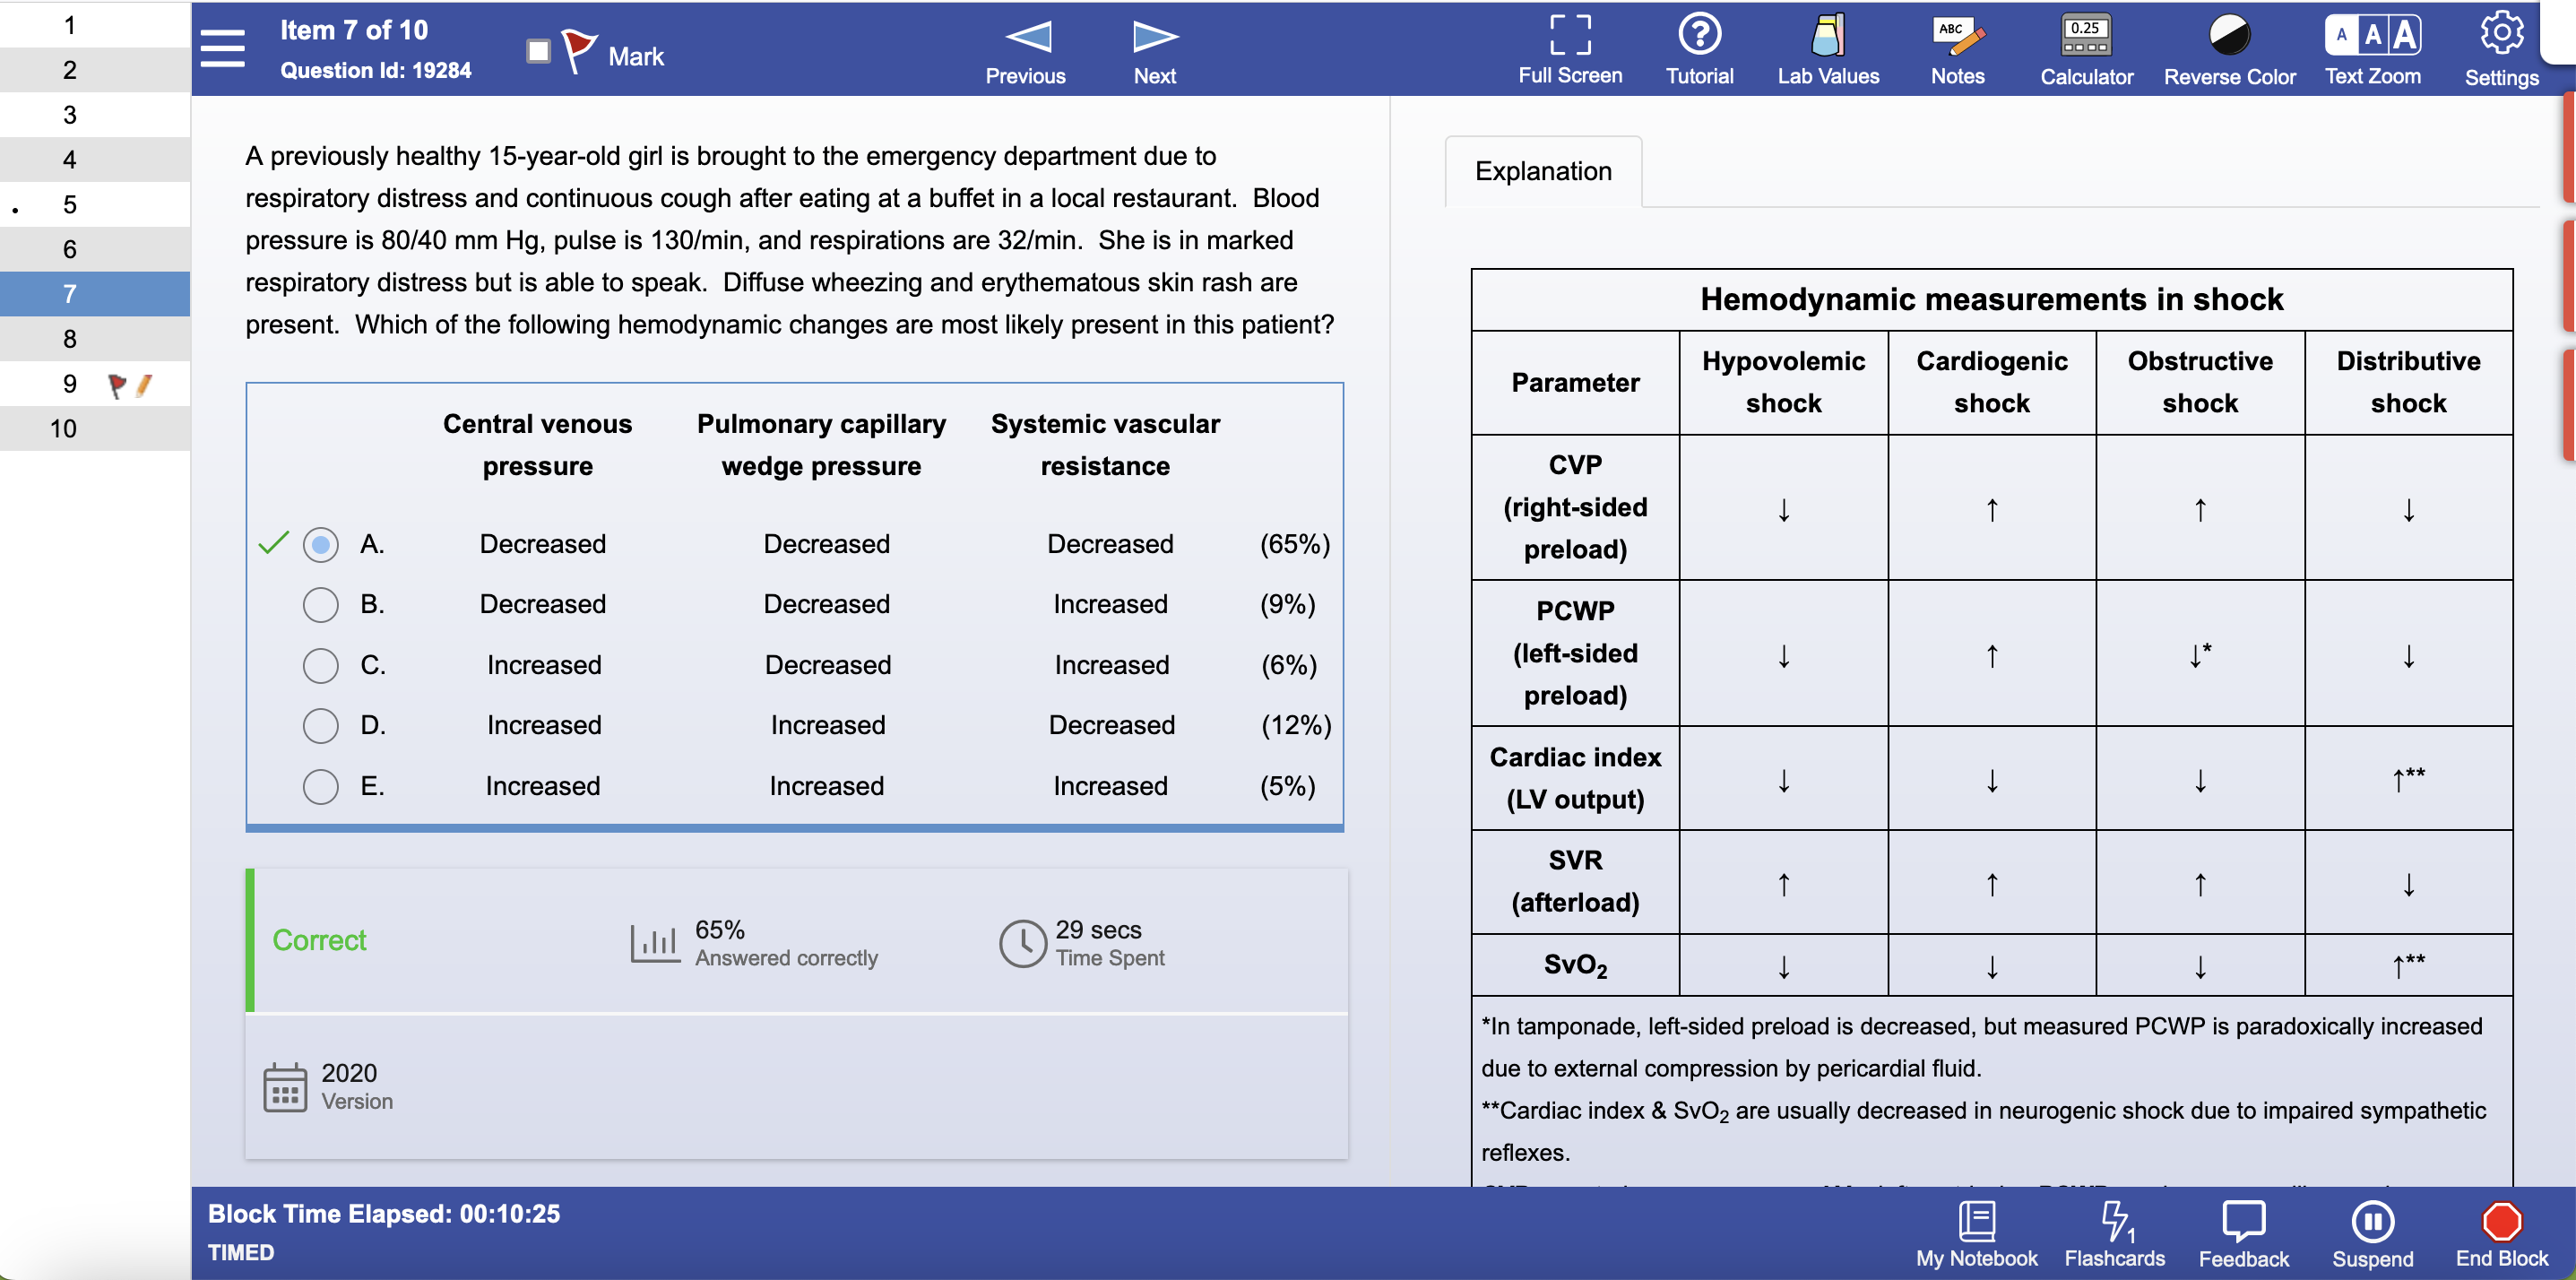 1
2
3
4
5
6
7
8
9
10
Item 7 of 10
Question Id: 19284
Mark
Previous
Next
Full Screen
Tutorial
Lab Values
ABC
Notes
0.25
Calculator
Reverse Color
A A A
Text Zoom
Settings
A previously healthy 15-year-old girl is brought to the emergency department due to
respiratory distress and continuous cough after eating at a buffet in a local restaurant. Blood
pressure is 80/40 mm Hg, pulse is 130/min, and respirations are 32/min. She is in marked
respiratory distress but is able to speak. Diffuse wheezing and erythematous skin rash are
present. Which of the following hemodynamic changes are most likely present in this patient?
Central venous Pulmonary capillary Systemic vascular
pressure wedge pressure resistance
A. Decreased Decreased Decreased (65%)
B. Decreased Decreased Increased (9%)
C. Increased Decreased Increased (6%)
D. Increased Increased Decreased (12%)
E. Increased Increased Increased (5%)
Correct
65%
Answered correctly
29 secs
Time Spent
2020
Version
Explanation
Hemodynamic measurements in shock
Parameter Hypovolemic shock Cardiogenic shock Obstructive shock Distributive shock
CVP (right-sided preload) ↓ ↑ ↑ ↓
PCWP (left-sided preload) ↓ ↑ ↓* ↓
Cardiac index (LV output) ↓ ↓ ↓ ↑**
SVR (afterload) ↑ ↑ ↑ ↓
SvO2 ↓ ↓ ↓ ↑**
*In tamponade, left-sided preload is decreased, but measured PCWP is paradoxically increased
due to external compression by pericardial fluid.
**Cardiac index & SvO2 are usually decreased in neurogenic shock due to impaired sympathetic
reflexes.
Block Time Elapsed: 00:10:25
TIMED
My Notebook
1
Flashcards
Feedback
Suspend
End Block